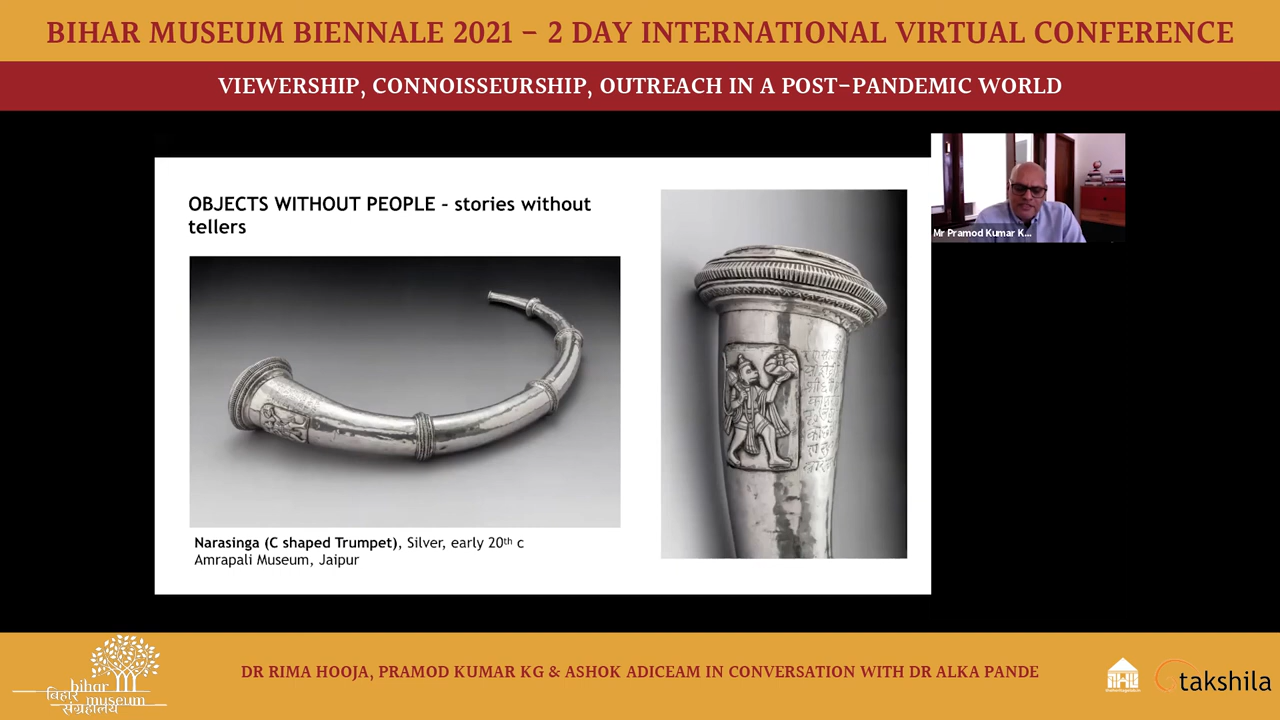 BIHAR MUSEUM BIENNALE 2021 – 2 DAY INTERNATIONAL VIRTUAL CONFERENCE
VIEWERSHIP, CONNOISSEURSHIP, OUTREACH IN A POST–PANDEMIC WORLD
OBJECTS WITHOUT PEOPLE – stories without
tellers
Mr Pramod Kumar K...
Narasinga (C shaped Trumpet), Silver, early 20th c
Amrapali Museum, Jaipur
bihar
बिहार museum
संग्रहालय
DR RIMA HOOJA, PRAMOD KUMAR KG & ASHOK ADICEAM IN CONVERSATION WITH DR ALKA PANDE
takshila